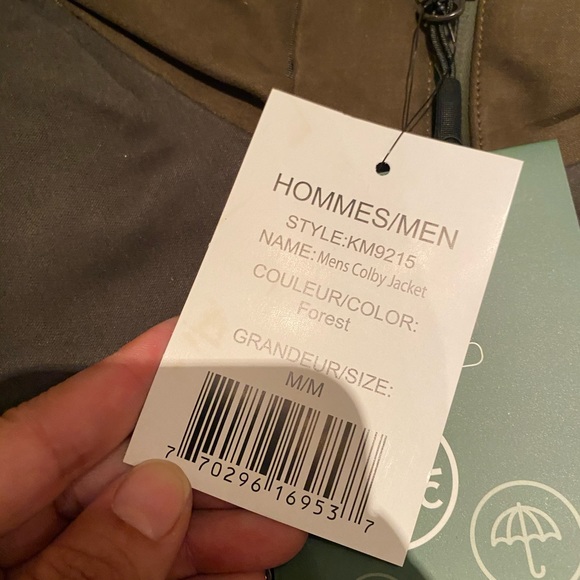 HOMMES/MEN
STYLE:KM9215
NAME: Mens Colby Jacket
COULEUR/COLOR:
Forest
GRANDEUR/SIZE:
M/M
7 70296 16953 7